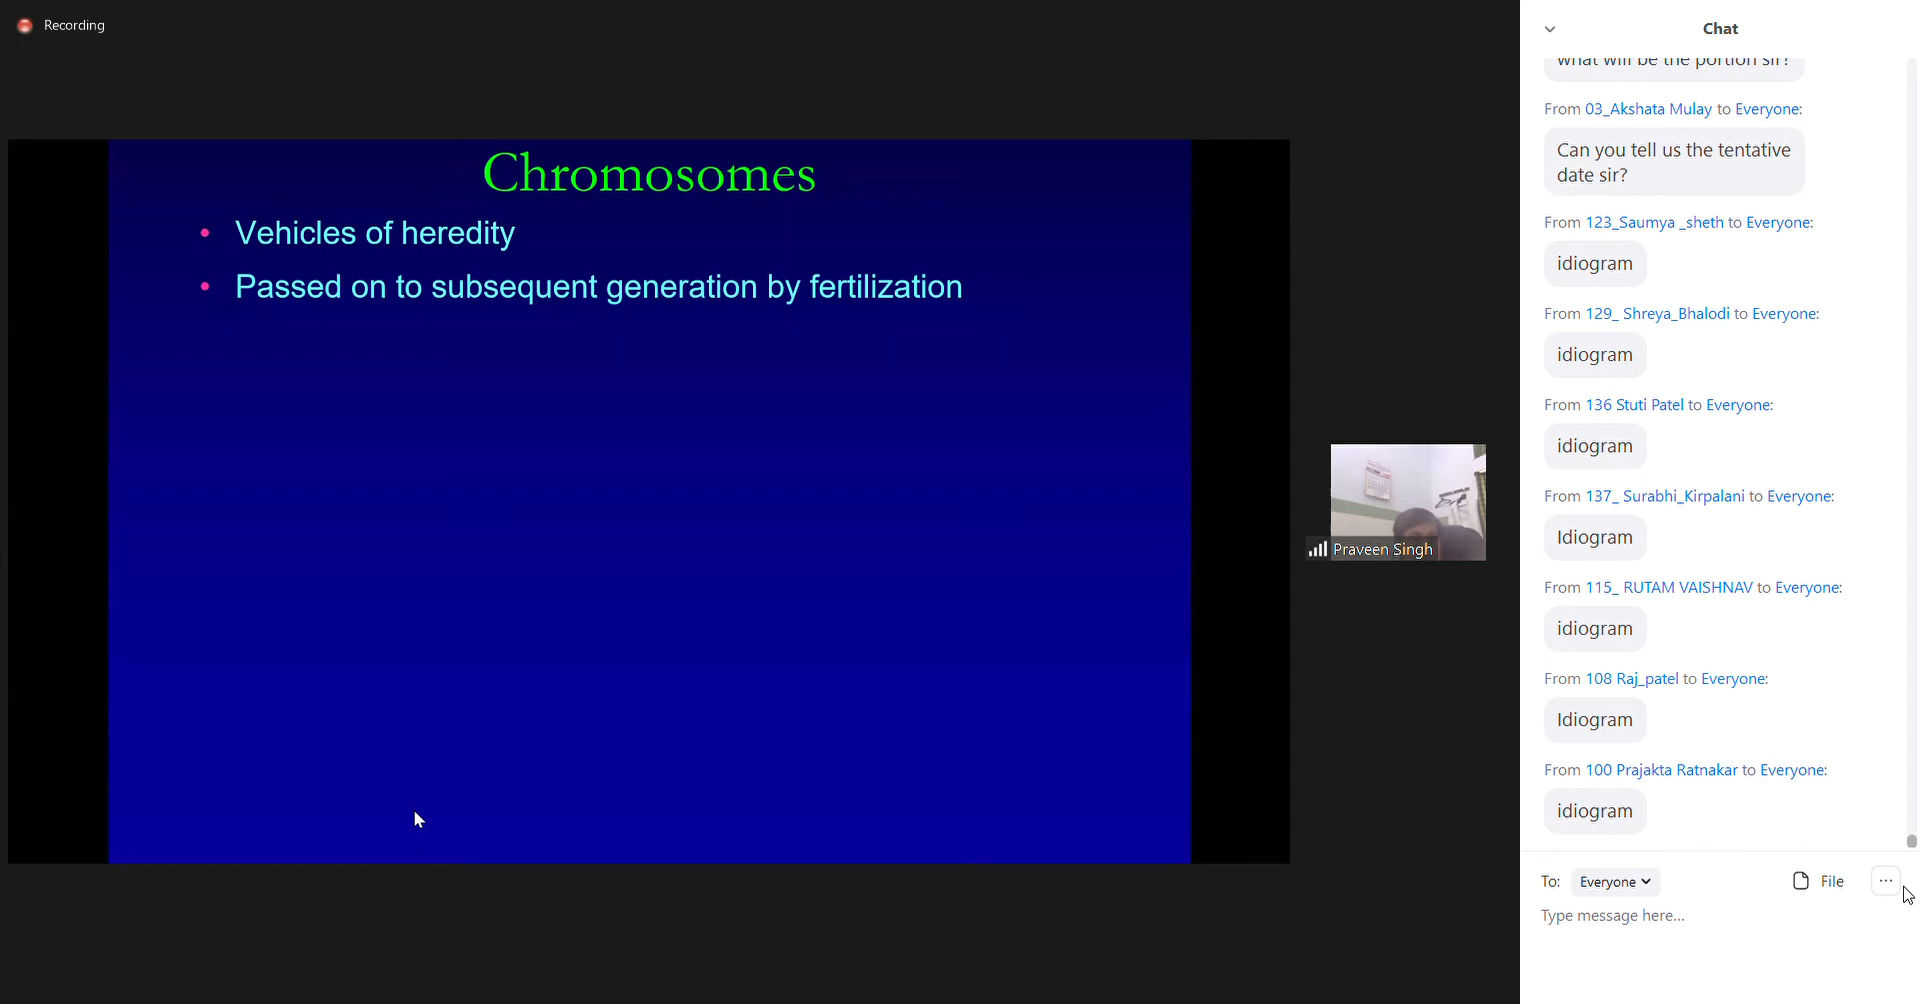 Recording
Chromosomes
• Vehicles of heredity
• Passed on to subsequent generation by fertilization
Praveen Singh
Chat
what will be the portion sir?
From 03_Akshata Mulay to Everyone:
Can you tell us the tentative
date sir?
From 123_Saumya _sheth to Everyone:
idiogram
From 129_ Shreya_Bhalodi to Everyone:
idiogram
From 136 Stuti Patel to Everyone:
idiogram
From 137_ Surabhi_Kirpalani to Everyone:
Idiogram
From 115_ RUTAM VAISHNAV to Everyone:
idiogram
From 108 Raj_patel to Everyone:
Idiogram
From 100 Prajakta Ratnakar to Everyone:
idiogram
To: Everyone File ...
Type message here...